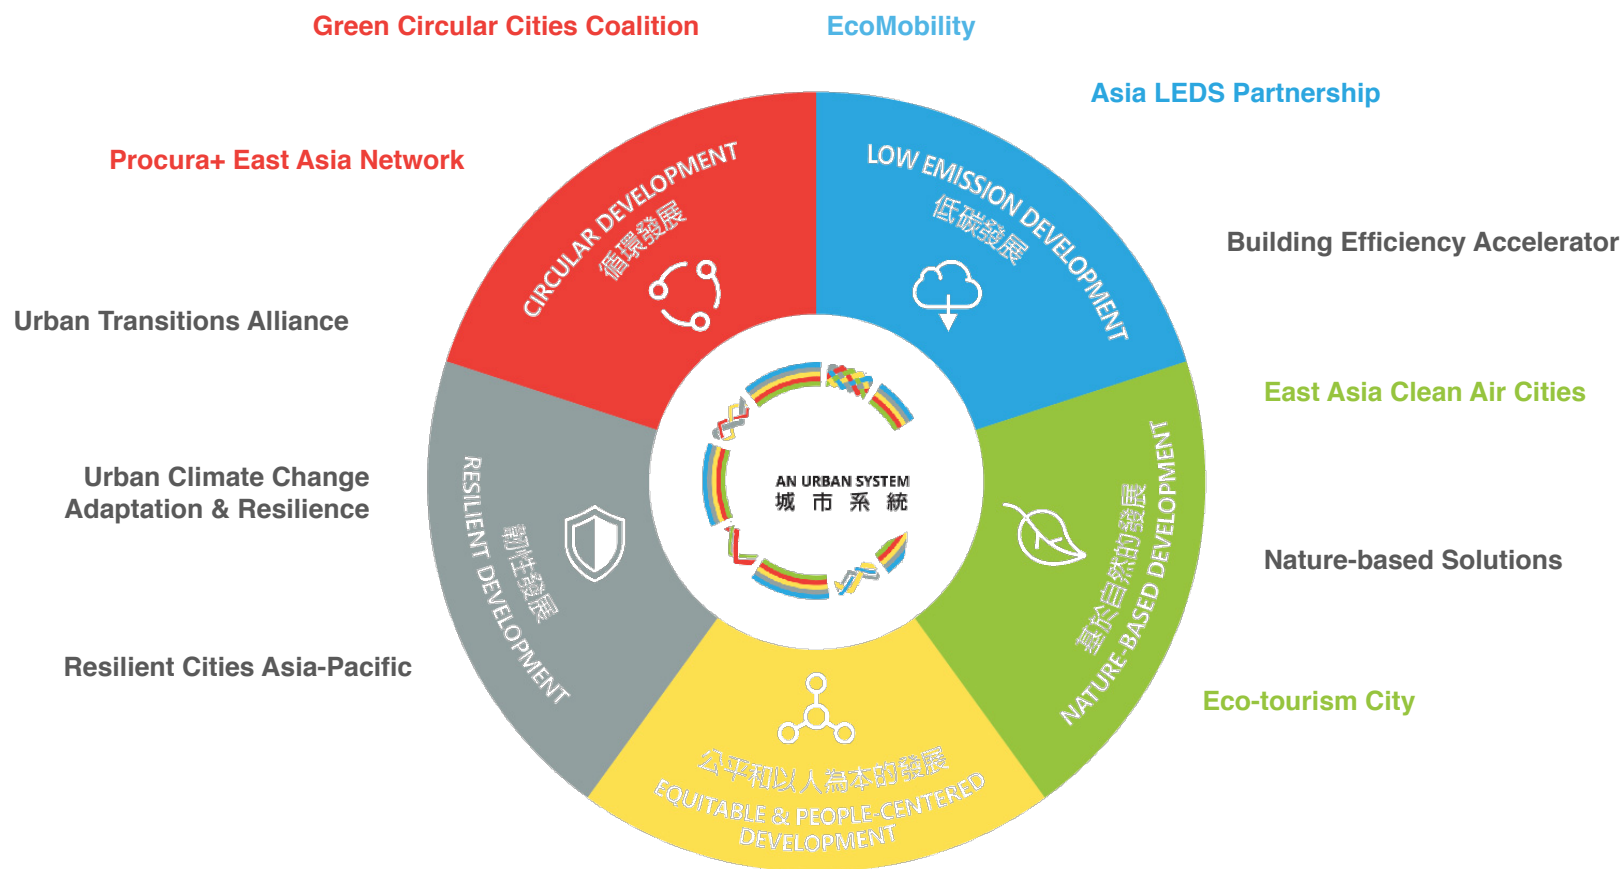 Green Circular Cities Coalition
EcoMobility
Asia LEDS Partnership
Procura+ East Asia Network
Building Efficiency Accelerator
Urban Transitions Alliance
East Asia Clean Air Cities
Urban Climate Change
Adaptation & Resilience
Nature-based Solutions
Resilient Cities Asia-Pacific
Eco-tourism City
CIRCULAR DEVELOPMENT
循環發展
LOW EMISSION DEVELOPMENT
低碳發展
NATURE-BASED DEVELOPMENT
基於自然的發展
公平和以人為本的發展
EQUITABLE & PEOPLE-CENTERED
DEVELOPMENT
RESILIENT DEVELOPMENT
韌性發展
AN URBAN SYSTEM
城市系統